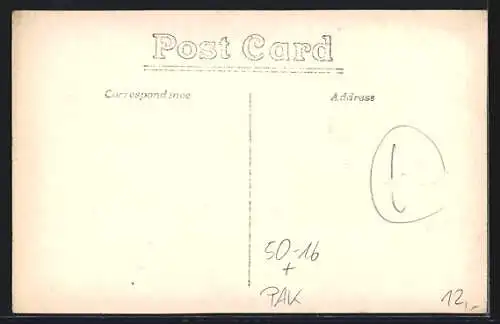 Post Card
Correspondence Address
50-16
+
PAK 12,-